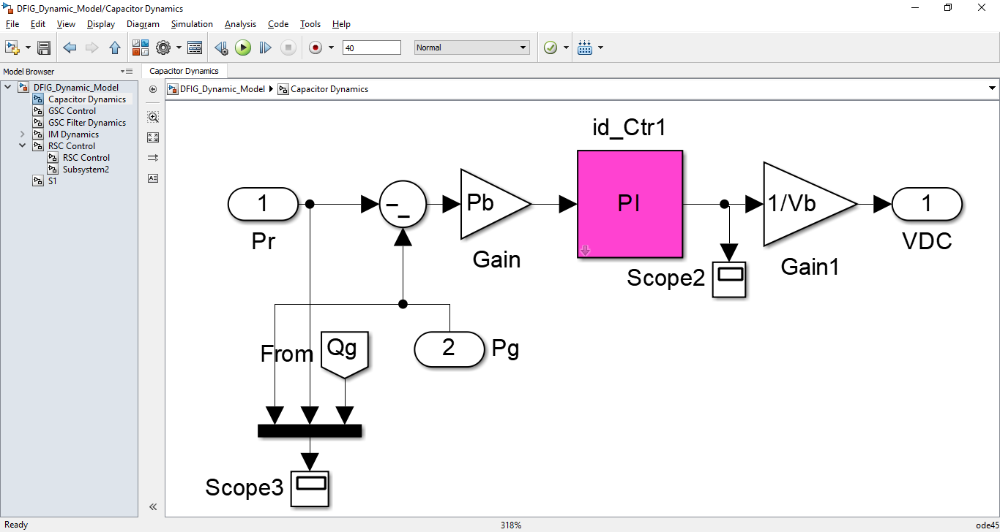 DFIG_Dynamic_Model/Capacitor Dynamics
File Edit View Display Diagram Simulation Analysis Code Tools Help
40
Normal
Model Browser
Capacitor Dynamics
DFIG_Dynamic_Model
Capacitor Dynamics
GSC Control
GSC Filter Dynamics
IM Dynamics
RSC Control
RSC Control
Subsystem2
S1
DFIG_Dynamic_Model Capacitor Dynamics
id_Ctr1
1
Pr
Pb
Gain
PI
1/Vb
Gain1
1
VDC
Scope2
From
Qg
2
Pg
Scope3
Ready
318%
ode45